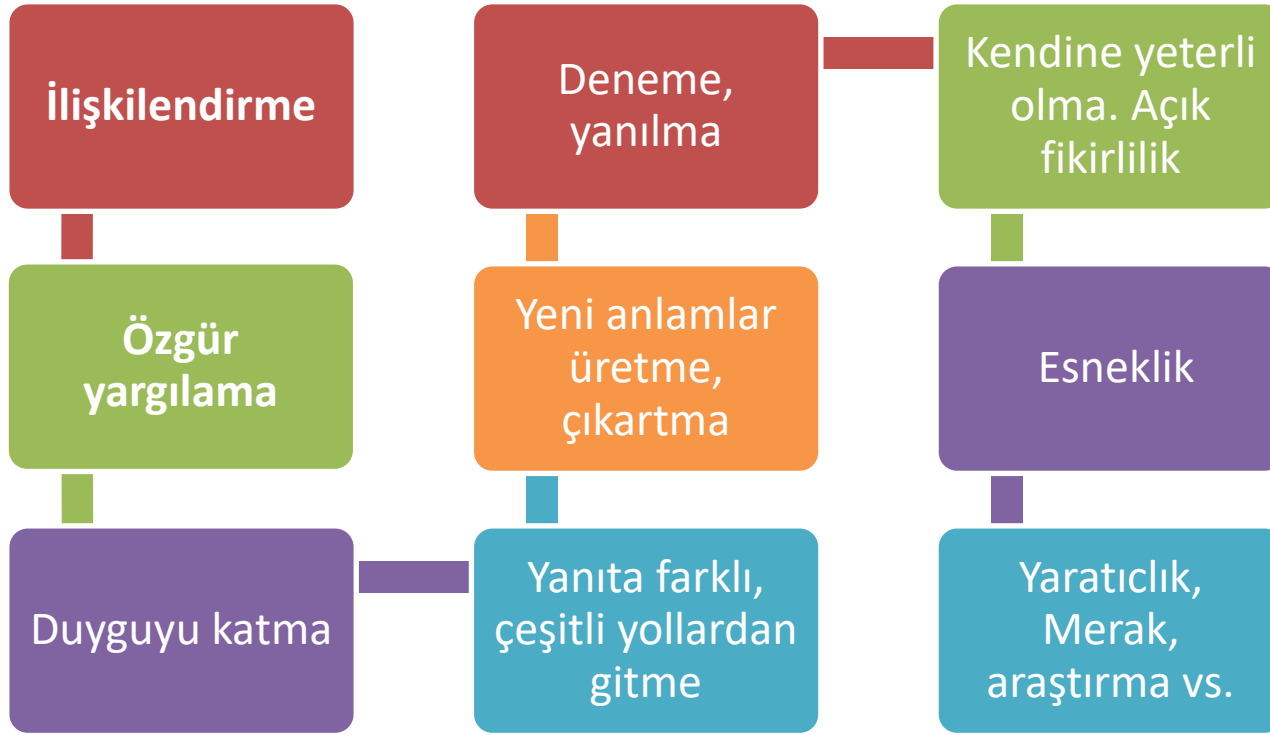 İlişkilendirme
Özgür
yargılama
Duyguyu katma
Yanıta farklı,
çeşitli yollardan
gitme
Yeni anlamlar
üretme,
çıkartma
Deneme,
yanılma
Kendine yeterli
olma. Açık
fikirlilik
Esneklik
Yaratıclık,
Merak,
araştırma vs.